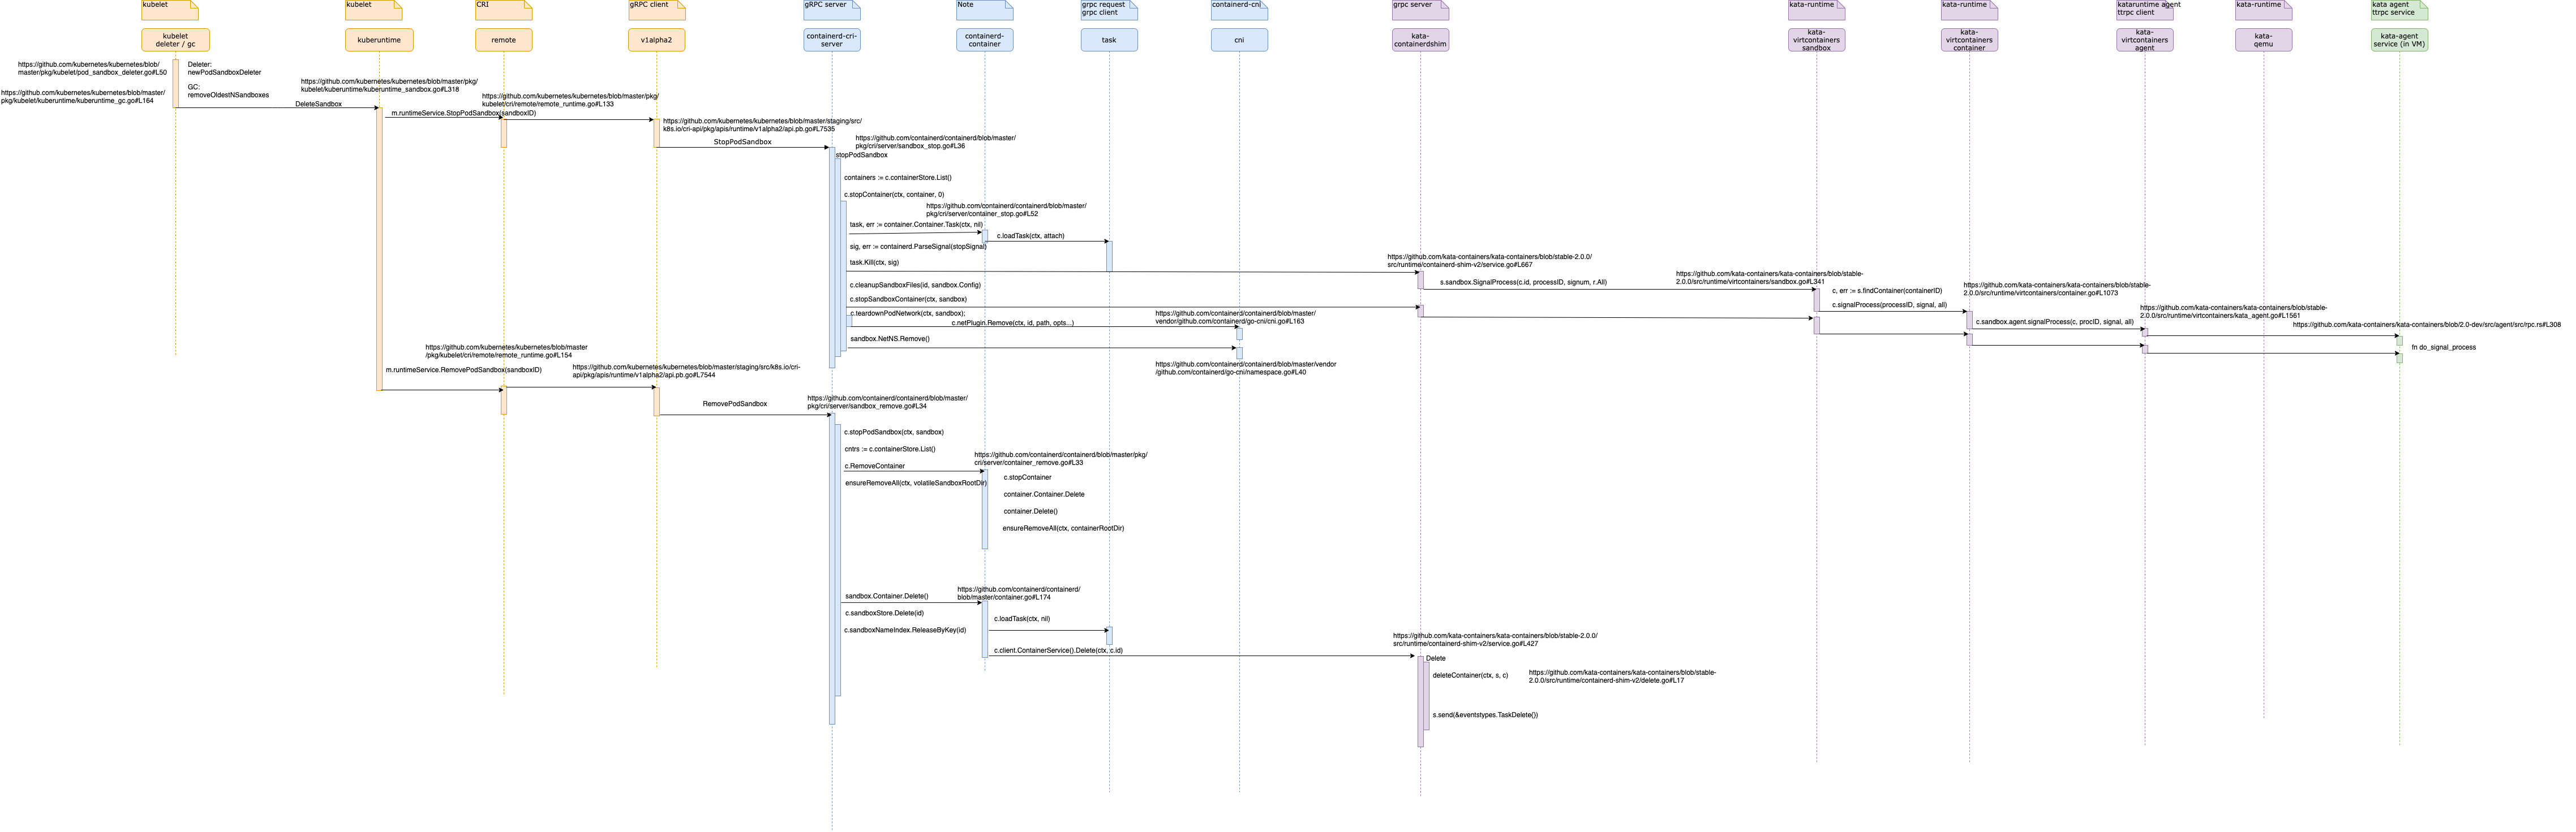 kubelet
kubelet
CRI
gRPC client
gRPC server
Note
grpc request
grpc client
containerd-cni
grpc server
kata-runtime
kata-runtime
kataruntime agent
ttrpc client
kata-runtime
kata agent
ttrpc service
kubelet
deleter / gc
kuberuntime
remote
v1alpha2
containerd-cri-
server
containerd-
container
task
cni
kata-
containerdshim
kata-
virtcontainers
sandbox
kata-
virtcontainers
container
kata-
virtcontainers
agent
kata-
qemu
kata-agent
service (in VM)
https://github.com/kubernetes/kubernetes/blob/
master/pkg/kubelet/pod_sandbox_deleter.go#L50
Deleter:
newPodSandboxDeleter
GC:
removeOldestNSandboxes
https://github.com/kubernetes/kubernetes/blob/master/
pkg/kubelet/kuberuntime/kuberuntime_gc.go#L164
DeleteSandbox
https://github.com/kubernetes/kubernetes/blob/master/pkg/
kubelet/kuberuntime/kuberuntime_sandbox.go#L318
m.runtimeService.StopPodSandbox(sandboxID)
https://github.com/kubernetes/kubernetes/blob/master/pkg/
kubelet/cri/remote/remote_runtime.go#L133
https://github.com/kubernetes/kubernetes/blob/master/staging/src/
k8s.io/cri-api/pkg/apis/runtime/v1alpha2/api.pb.go#L7535
StopPodSandbox
https://github.com/containerd/containerd/blob/master/
pkg/cri/server/sandbox_stop.go#L36
stopPodSandbox
containers := c.containerStore.List()
c.stopContainer(ctx, container, 0)
https://github.com/containerd/containerd/blob/master/
pkg/cri/server/container_stop.go#L52
task, err := container.Container.Task(ctx, nil)
c.loadTask(ctx, attach)
sig, err := containerd.ParseSignal(stopSignal)
task.Kill(ctx, sig)
https://github.com/kata-containers/kata-containers/blob/stable-2.0.0/
src/runtime/containerd-shim-v2/service.go#L667
s.sandbox.SignalProcess(c.id, processID, signum, r.All)
https://github.com/kata-containers/kata-containers/blob/stable-
2.0.0/src/runtime/virtcontainers/sandbox.go#L341
c, err := s.findContainer(containerID)
c.signalProcess(processID, signal, all)
https://github.com/kata-containers/kata-containers/blob/stable-
2.0.0/src/runtime/virtcontainers/container.go#L1073
c.sandbox.agent.signalProcess(c, procID, signal, all)
https://github.com/kata-containers/kata-containers/blob/stable-
2.0.0/src/runtime/virtcontainers/kata_agent.go#L1561
https://github.com/kata-containers/kata-containers/blob/2.0-dev/src/agent/src/rpc.rs#L308
fn do_signal_process
c.cleanupSandboxFiles(id, sandbox.Config)
c.stopSandboxContainer(ctx, sandbox)
c.teardownPodNetwork(ctx, sandbox);
c.netPlugin.Remove(ctx, id, path, opts...)
https://github.com/containerd/containerd/blob/master/
vendor/github.com/containerd/go-cni/cni.go#L163
sandbox.NetNS.Remove()
https://github.com/containerd/containerd/blob/master/vendor
/github.com/containerd/go-cni/namespace.go#L40
https://github.com/kubernetes/kubernetes/blob/master
/pkg/kubelet/cri/remote/remote_runtime.go#L154
m.runtimeService.RemovePodSandbox(sandboxID)
https://github.com/kubernetes/kubernetes/blob/master/staging/src/k8s.io/cri-
api/pkg/apis/runtime/v1alpha2/api.pb.go#L7544
RemovePodSandbox
https://github.com/containerd/containerd/blob/master/
pkg/cri/server/sandbox_remove.go#L34
c.stopPodSandbox(ctx, sandbox)
cntrs := c.containerStore.List()
c.RemoveContainer
https://github.com/containerd/containerd/blob/master/pkg/
cri/server/container_remove.go#L33
ensureRemoveAll(ctx, volatileSandboxRootDir)
c.stopContainer
container.Container.Delete
container.Delete()
ensureRemoveAll(ctx, containerRootDir)
sandbox.Container.Delete()
https://github.com/containerd/containerd/
blob/master/container.go#L174
c.sandboxStore.Delete(id)
c.loadTask(ctx, nil)
c.sandboxNameIndex.ReleaseByKey(id)
c.client.ContainerService().Delete(ctx, c.id)
https://github.com/kata-containers/kata-containers/blob/stable-2.0.0/
src/runtime/containerd-shim-v2/service.go#L427
Delete
deleteContainer(ctx, s, c)
https://github.com/kata-containers/kata-containers/blob/stable-
2.0.0/src/runtime/containerd-shim-v2/delete.go#L17
s.send(&eventstypes.TaskDelete())